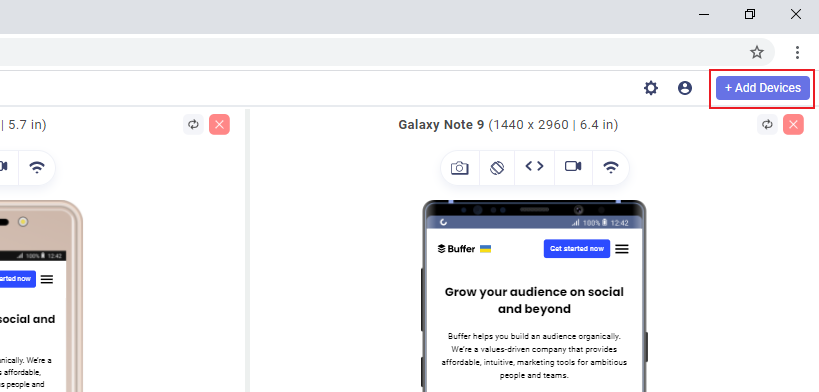 + Add Devices
| 5.7 in)
Galaxy Note 9 (1440 x 2960 | 6.4 in)
100% 12:42
arted now
social and
anically. We're a
s affordable,
us people and
100% 12:42
Buffer
Get started now
Grow your audience on social
and beyond
Buffer helps you build an audience organically.
We're a values-driven company that provides
affordable, intuitive, marketing tools for ambitious
people and teams.